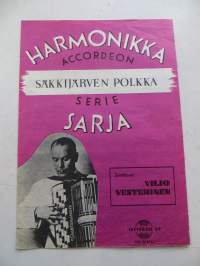 HARMONIKKA
ACCORDEON
SÄKKIJÄRVEN POLKKA
SERIE
SARJA
VILJO
VESTERINEN